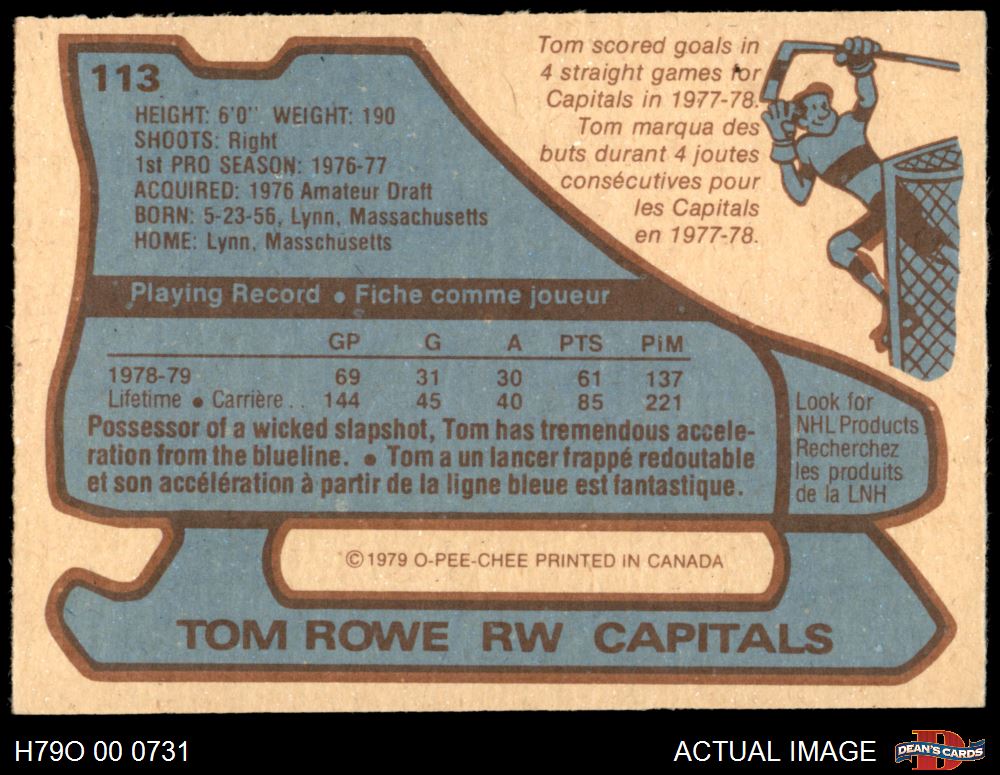 113
HEIGHT: 6'0" WEIGHT: 190
SHOOTS: Right
1st PRO SEASON: 1976-77
ACQUIRED: 1976 Amateur Draft
BORN: 5-23-56, Lynn, Massachusetts
HOME: Lynn, Masschusetts
Tom scored goals in
4 straight games for
Capitals in 1977-78.
Tom marqua des
buts durant 4 joutes
consécutives pour
les Capitals
en 1977-78.
Playing Record • Fiche comme joueur
GP G A PTS PIM
1978-79 69 31 30 61 137
Lifetime • Carrière . . 144 45 40 85 221
Possessor of a wicked slapshot, Tom has tremendous accele-
ration from the blueline. • Tom a un lancer frappé redoutable
et son accélération à partir de la ligne bleue est fantastique.
Look for
NHL Products
Recherchez
les produits
de la LNH
©1979 O-PEE-CHEE PRINTED IN CANADA
TOM ROWE RW CAPITALS
H79O 00 0731
ACTUAL IMAGE
DEAN'S CARDS